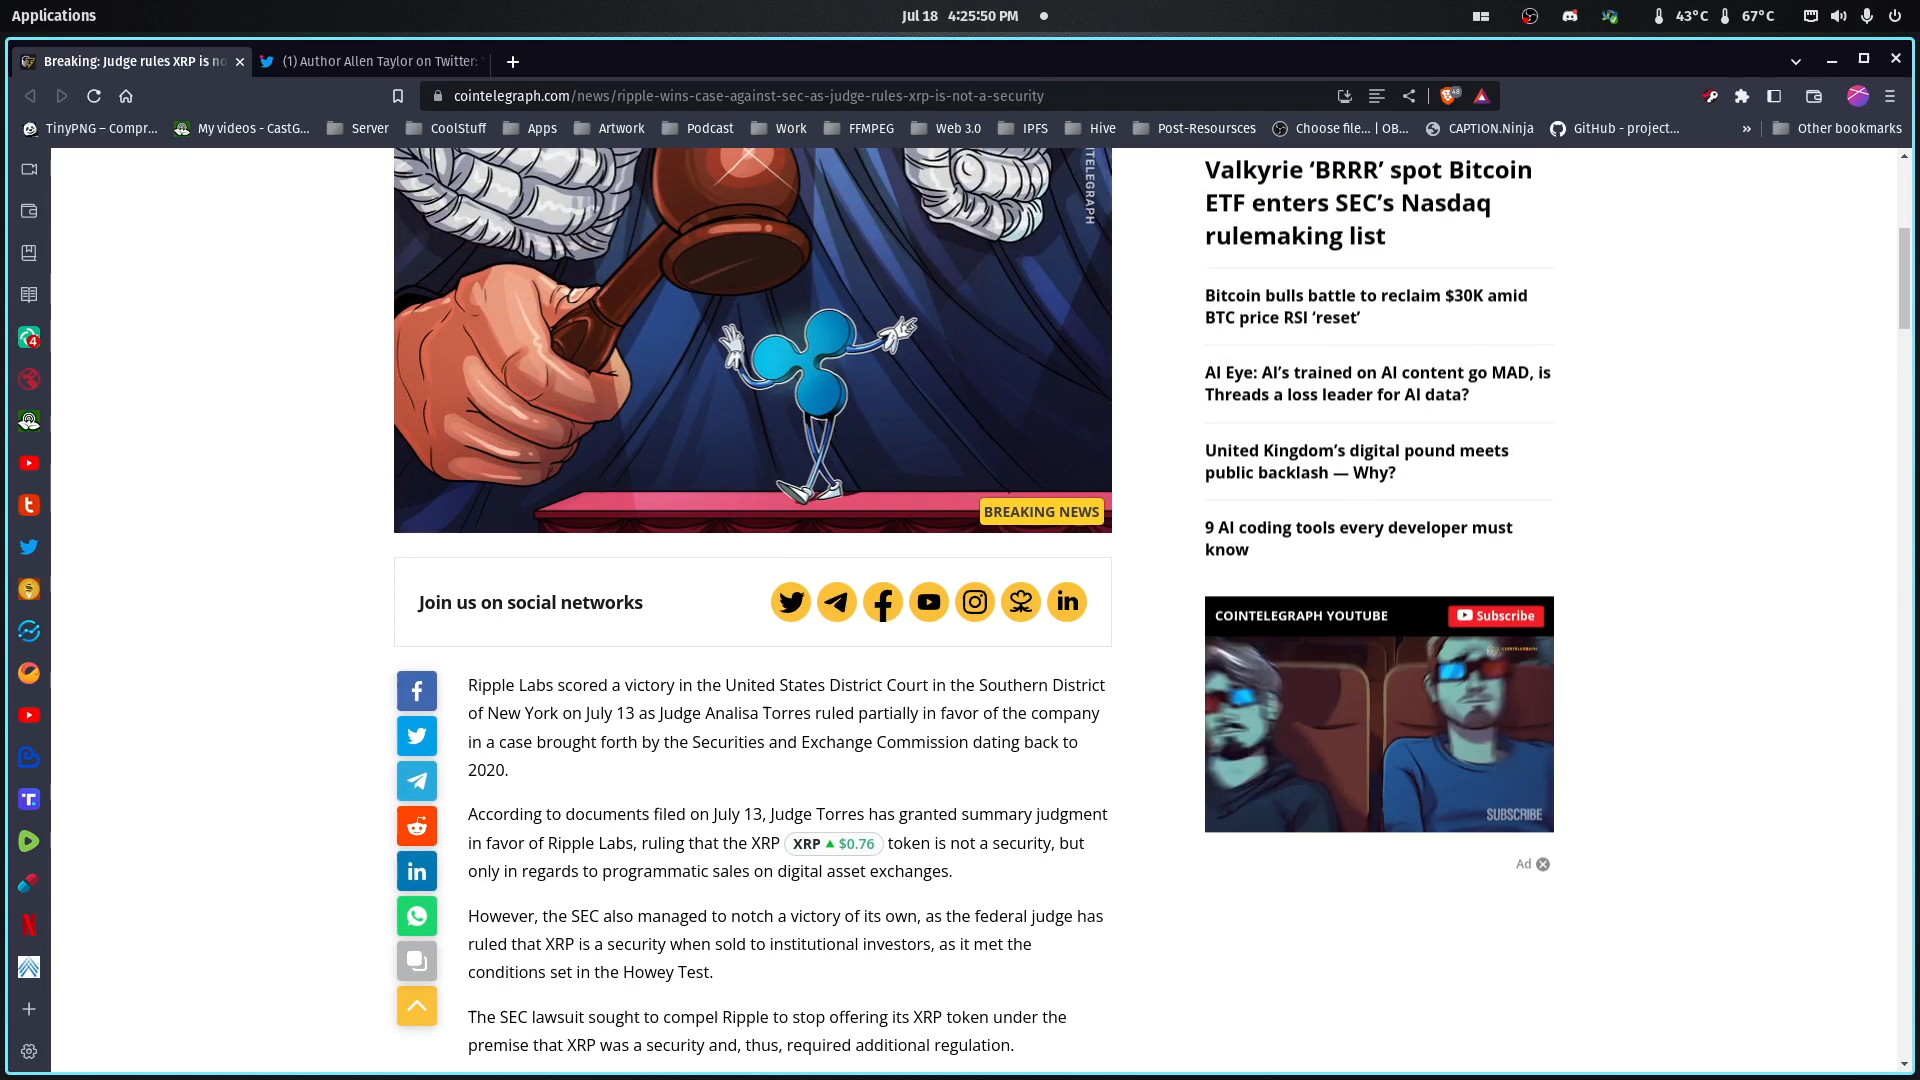 Applications
Jul 18 4:25:50 PM
43°C 67°C
Breaking: Judge rules XRP is no
(1) Author Allen Taylor on Twitter: "
cointelegraph.com/news/ripple-wins-case-against-sec-as-judge-rules-xrp-is-not-a-security
48
TinyPNG – Compr... My videos - CastG... Server CoolStuff Apps Artwork Podcast Work FFMPEG Web 3.0 IPFS Hive Post-Resoursces Choose file... | OB... CAPTION.Ninja GitHub - project... » Other bookmarks
4
BREAKING NEWS
Join us on social networks
Ripple Labs scored a victory in the United States District Court in the Southern District
of New York on July 13 as Judge Analisa Torres ruled partially in favor of the company
in a case brought forth by the Securities and Exchange Commission dating back to
2020.
According to documents filed on July 13, Judge Torres has granted summary judgment
in favor of Ripple Labs, ruling that the XRP XRP ▲ $0.76 token is not a security, but
only in regards to programmatic sales on digital asset exchanges.
However, the SEC also managed to notch a victory of its own, as the federal judge has
ruled that XRP is a security when sold to institutional investors, as it met the
conditions set in the Howey Test.
The SEC lawsuit sought to compel Ripple to stop offering its XRP token under the
premise that XRP was a security and, thus, required additional regulation.
Valkyrie ‘BRRR’ spot Bitcoin
ETF enters SEC’s Nasdaq
rulemaking list
Bitcoin bulls battle to reclaim $30K amid
BTC price RSI ‘reset’
AI Eye: AI’s trained on AI content go MAD, is
Threads a loss leader for AI data?
United Kingdom’s digital pound meets
public backlash — Why?
9 AI coding tools every developer must
know
COINTELEGRAPH YOUTUBE
Subscribe
COINTELEGRAPH
SUBSCRIBE
Ad